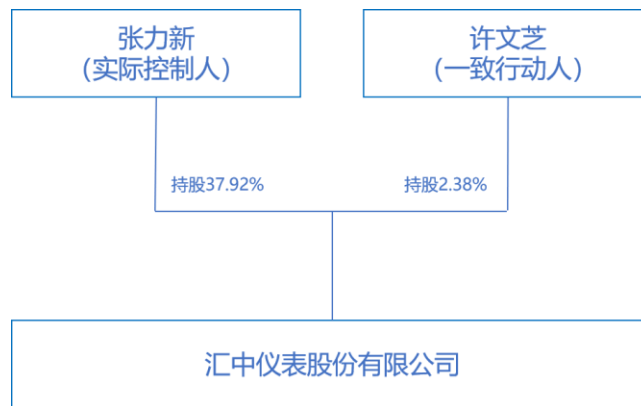 张力新
（实际控制人）
许文芝
（一致行动人）
持股37.92%
持股2.38%
汇中仪表股份有限公司